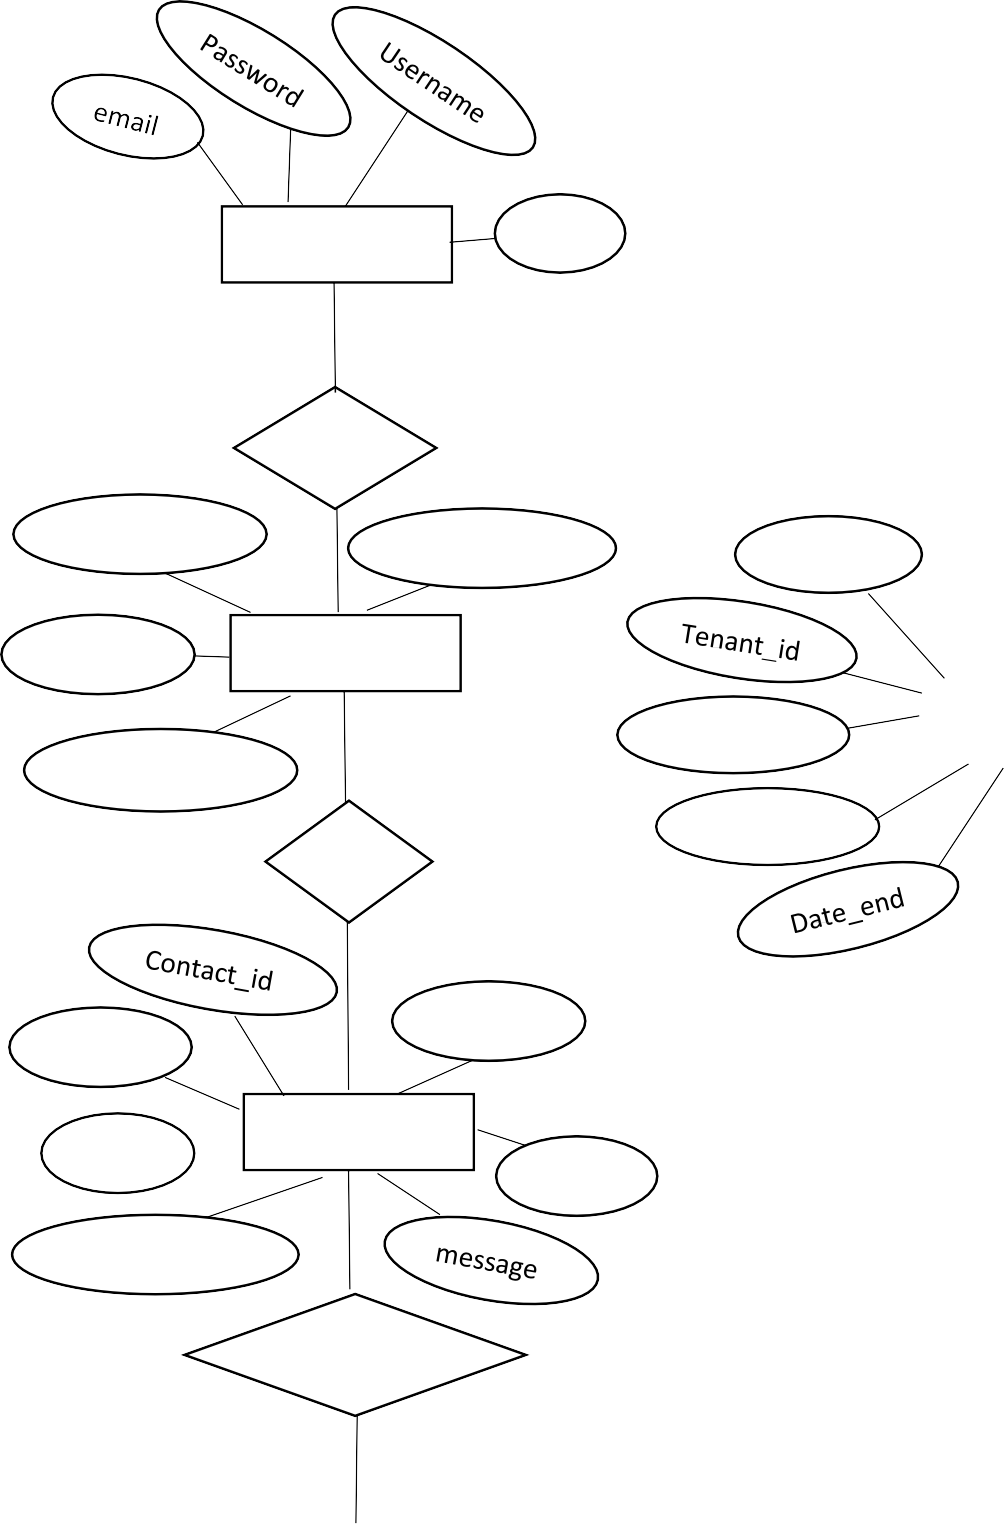 Password
Username
email
Tenant_id
Date_end
Contact_id
message